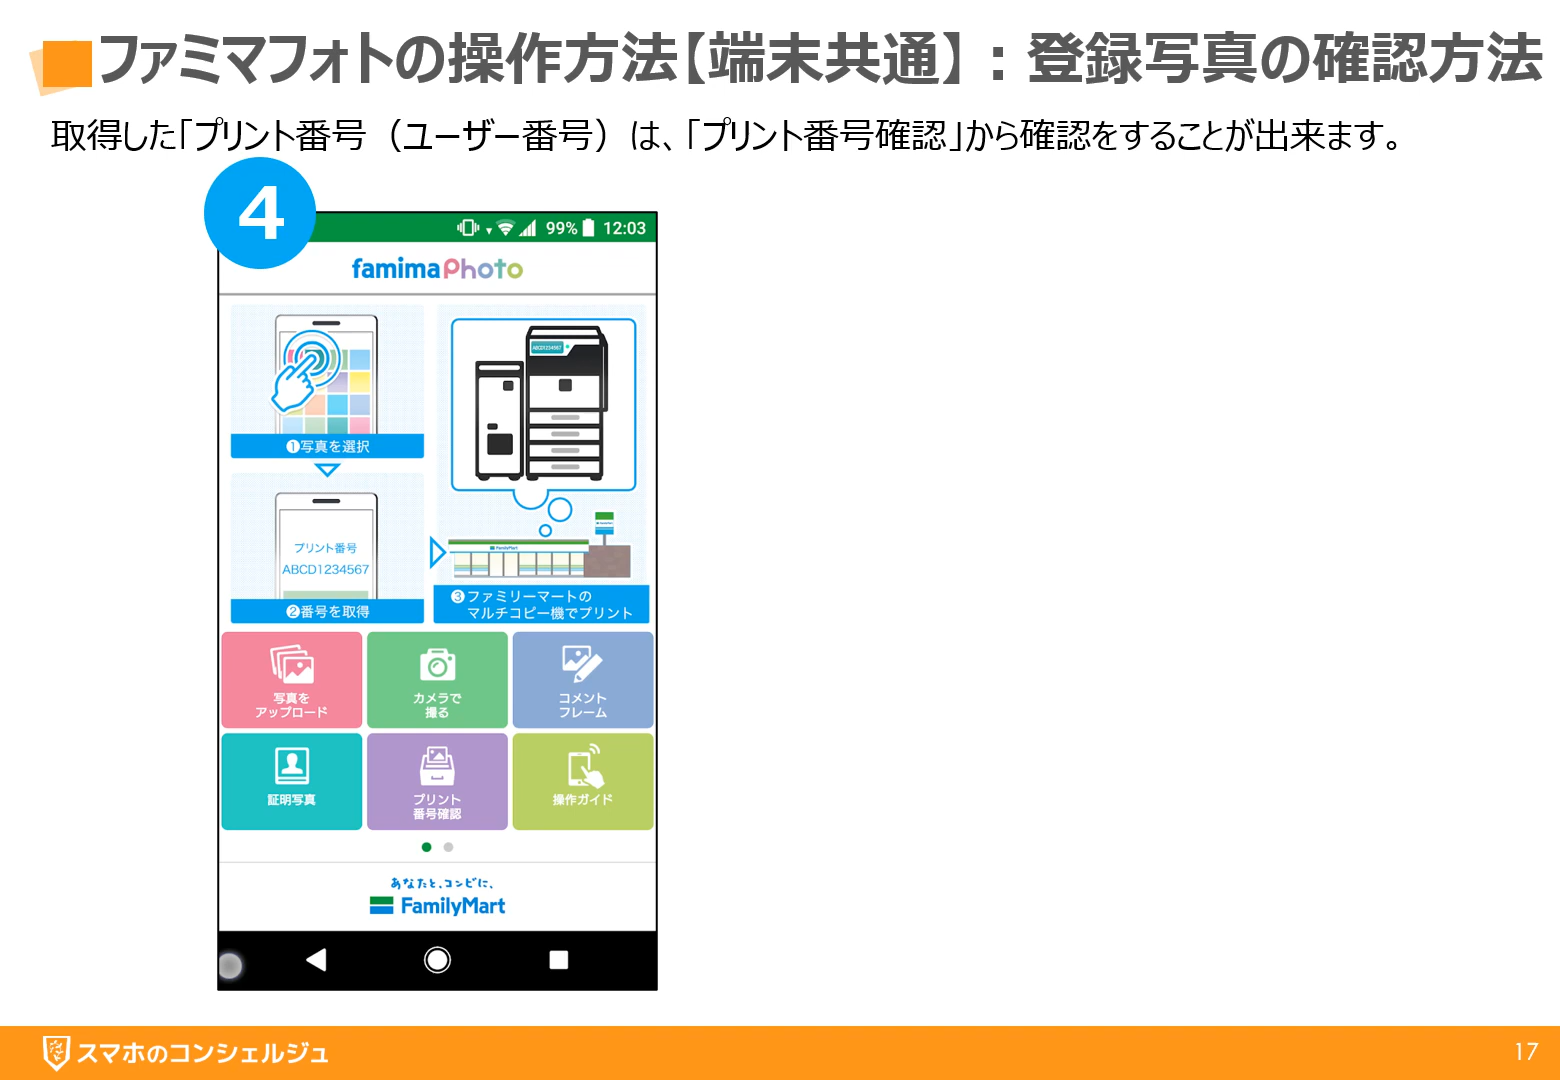 ファミマフォトの操作方法【端末共通】：登録写真の確認方法
取得した「プリント番号（ユーザー番号）は、「プリント番号確認」から確認をすることが出来ます。
4
99% 12:03
famimaPhoto
ABCD1234567
❶写真を選択
プリント番号
ABCD1234567
❷番号を取得
FamilyMart
❸ファミリーマートの
マルチコピー機でプリント
写真を
アップロード
カメラで
撮る
コメント
フレーム
証明写真
プリント
番号確認
操作ガイド
あなたと、コンビに、
FamilyMart
スマホのコンシェルジュ
17